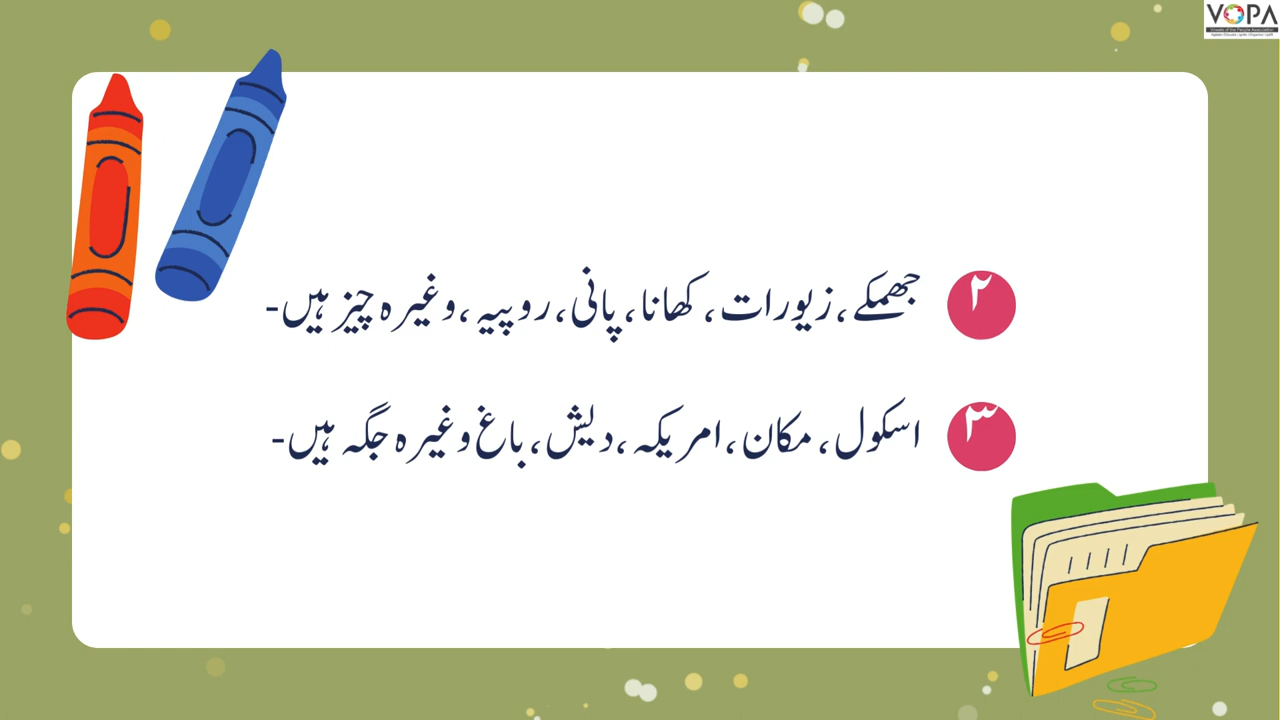 VOPA
۲ جھمکے، زیورات، کھانا، پانی، روپیہ، وغیرہ چیز ہیں-
۳ اسکول، مکان، امریکہ، دیش، باغ وغیرہ جگہ ہیں-